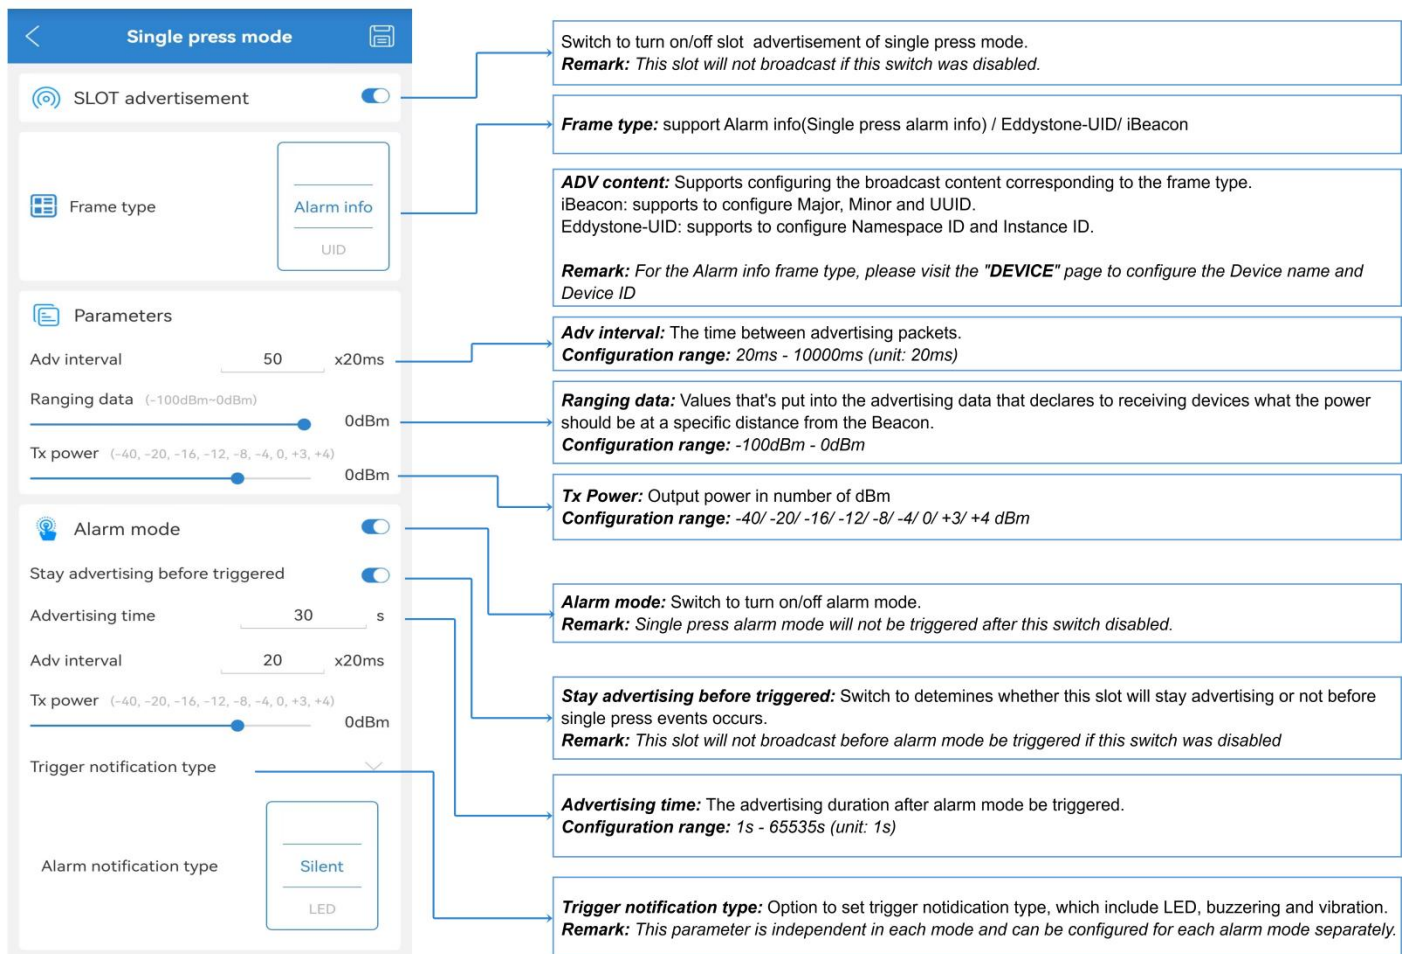 Single press mode
SLOT advertisement
Frame type
Alarm info
UID
Parameters
Adv interval 50 x20ms
Ranging data (-100dBm~0dBm)
0dBm
Tx power (-40, -20, -16, -12, -8, -4, 0, +3, +4)
0dBm
Alarm mode
Stay advertising before triggered
Advertising time 30 s
Adv interval 20 x20ms
Tx power (-40, -20, -16, -12, -8, -4, 0, +3, +4)
0dBm
Trigger notification type
Alarm notification type
Silent
LED
Switch to turn on/off slot advertisement of single press mode.
Remark: This slot will not broadcast if this switch was disabled.
Frame type: support Alarm info(Single press alarm info) / Eddystone-UID/ iBeacon
ADV content: Supports configuring the broadcast content corresponding to the frame type.
iBeacon: supports to configure Major, Minor and UUID.
Eddystone-UID: supports to configure Namespace ID and Instance ID.
Remark: For the Alarm info frame type, please visit the "DEVICE" page to configure the Device name and
Device ID
Adv interval: The time between advertising packets.
Configuration range: 20ms - 10000ms (unit: 20ms)
Ranging data: Values that's put into the advertising data that declares to receiving devices what the power
should be at a specific distance from the Beacon.
Configuration range: -100dBm - 0dBm
Tx Power: Output power in number of dBm
Configuration range: -40/ -20/ -16/ -12/ -8/ -4/ 0/ +3/ +4 dBm
Alarm mode: Switch to turn on/off alarm mode.
Remark: Single press alarm mode will not be triggered after this switch disabled.
Stay advertising before triggered: Switch to detemines whether this slot will stay advertising or not before
single press events occurs.
Remark: This slot will not broadcast before alarm mode be triggered if this switch was disabled
Advertising time: The advertising duration after alarm mode be triggered.
Configuration range: 1s - 65535s (unit: 1s)
Trigger notification type: Option to set trigger notidication type, which include LED, buzzering and vibration.
Remark: This parameter is independent in each mode and can be configured for each alarm mode separately.